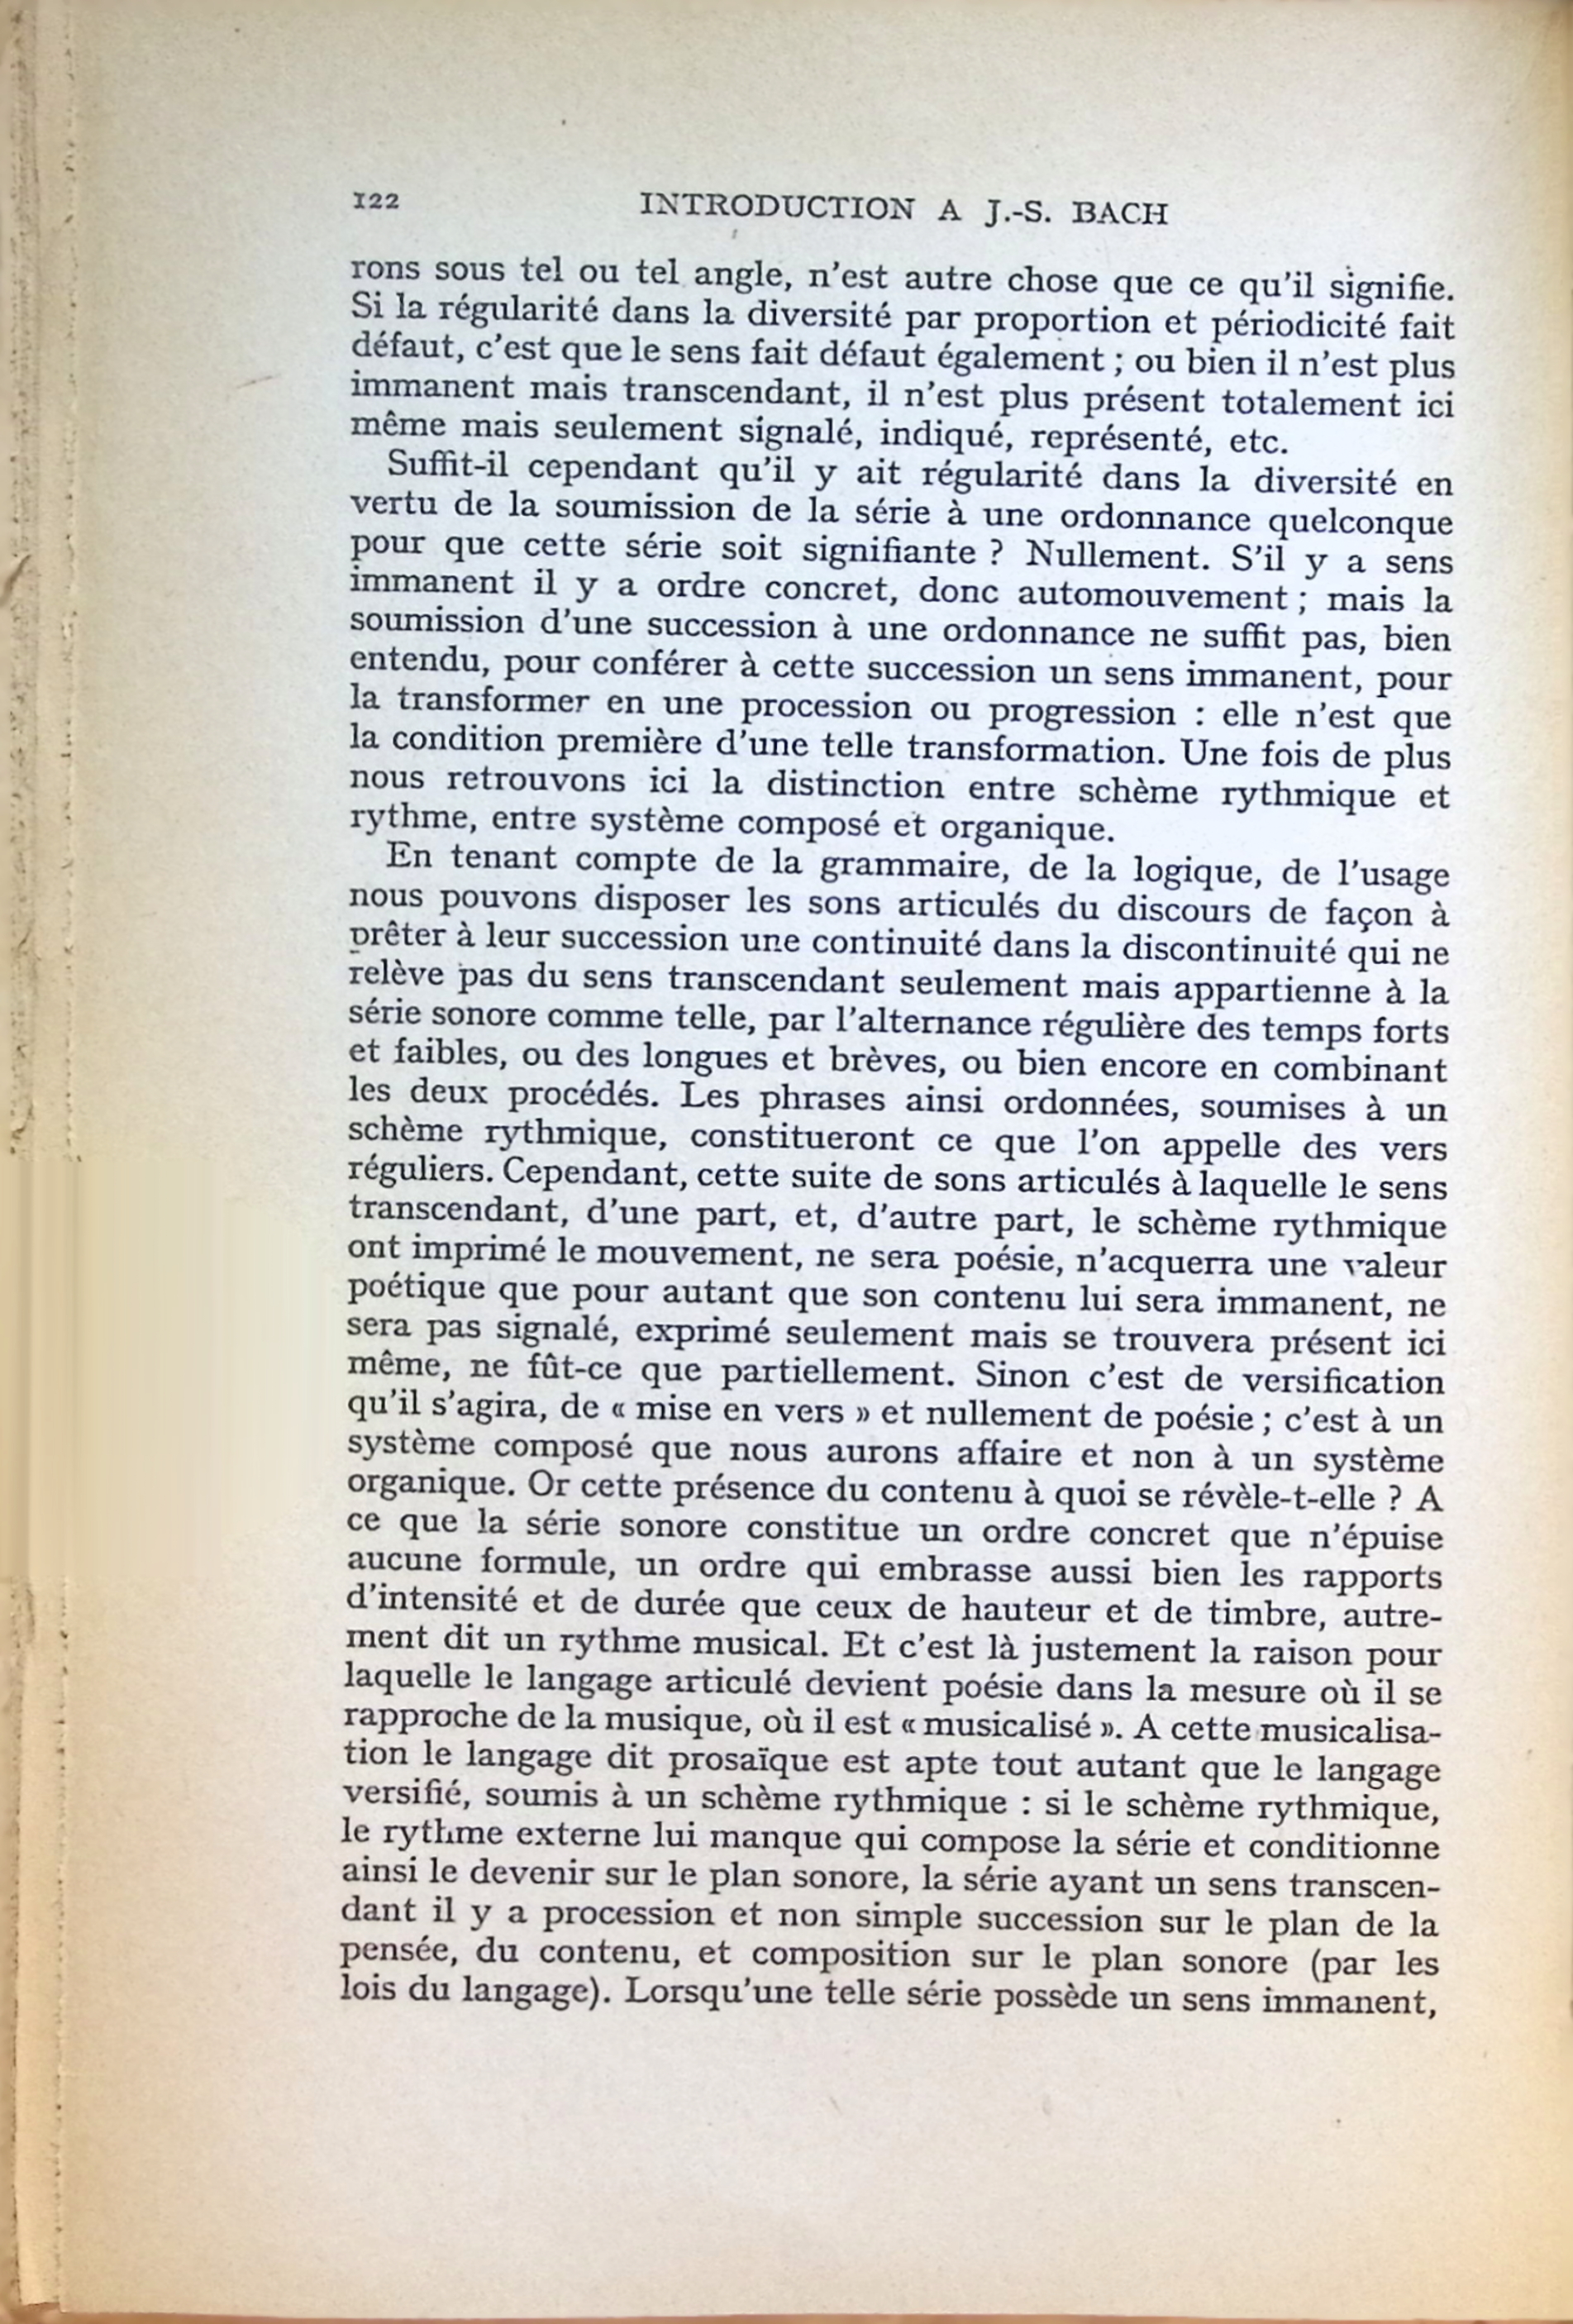 122 INTRODUCTION A J.-S. BACH
rons sous tel ou tel angle, n'est autre chose que ce qu'il signifie.
Si la régularité dans la diversité par proportion et périodicité fait
défaut, c'est que le sens fait défaut également ; ou bien il n'est plus
immanent mais transcendant, il n'est plus présent totalement ici
même mais seulement signalé, indiqué, représenté, etc.
Suffit-il cependant qu'il y ait régularité dans la diversité en
vertu de la soumission de la série à une ordonnance quelconque
pour que cette série soit signifiante ? Nullement. S'il y a sens
immanent il y a ordre concret, donc automouvement ; mais la
soumission d'une succession à une ordonnance ne suffit pas, bien
entendu, pour conférer à cette succession un sens immanent, pour
la transformer en une procession ou progression : elle n'est que
la condition première d'une telle transformation. Une fois de plus
nous retrouvons ici la distinction entre schème rythmique et
rythme, entre système composé et organique.
En tenant compte de la grammaire, de la logique, de l'usage
nous pouvons disposer les sons articulés du discours de façon à
prêter à leur succession une continuité dans la discontinuité qui ne
relève pas du sens transcendant seulement mais appartienne à la
série sonore comme telle, par l'alternance régulière des temps forts
et faibles, ou des longues et brèves, ou bien encore en combinant
les deux procédés. Les phrases ainsi ordonnées, soumises à un
schème rythmique, constitueront ce que l'on appelle des vers
réguliers. Cependant, cette suite de sons articulés à laquelle le sens
transcendant, d'une part, et, d'autre part, le schème rythmique
ont imprimé le mouvement, ne sera poésie, n'acquerra une valeur
poétique que pour autant que son contenu lui sera immanent, ne
sera pas signalé, exprimé seulement mais se trouvera présent ici
même, ne fût-ce que partiellement. Sinon c'est de versification
qu'il s'agira, de « mise en vers » et nullement de poésie ; c'est à un
système composé que nous aurons affaire et non à un système
organique. Or cette présence du contenu à quoi se révèle-t-elle ? A
ce que la série sonore constitue un ordre concret que n'épuise
aucune formule, un ordre qui embrasse aussi bien les rapports
d'intensité et de durée que ceux de hauteur et de timbre, autre-
ment dit un rythme musical. Et c'est là justement la raison pour
laquelle le langage articulé devient poésie dans la mesure où il se
rapproche de la musique, où il est « musicalisé ». A cette musicalisa-
tion le langage dit prosaïque est apte tout autant que le langage
versifié, soumis à un schème rythmique : si le schème rythmique,
le rythme externe lui manque qui compose la série et conditionne
ainsi le devenir sur le plan sonore, la série ayant un sens transcen-
dant il y a procession et non simple succession sur le plan de la
pensée, du contenu, et composition sur le plan sonore (par les
lois du langage). Lorsqu'une telle série possède un sens immanent,